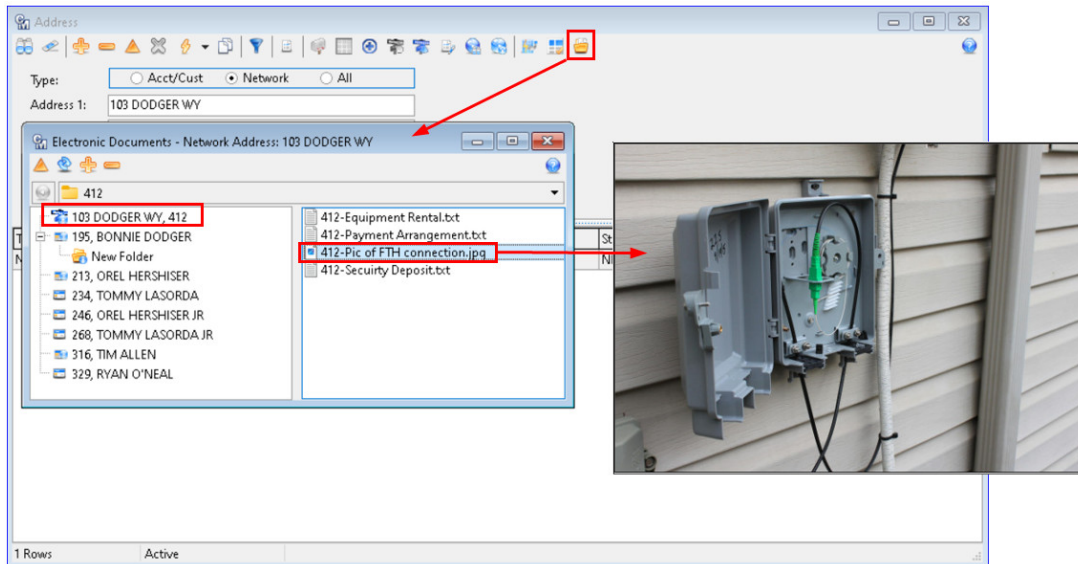 Address
Type:
Acct/Cust
Network
All
Address 1:
103 DODGER WY
Electronic Documents - Network Address: 103 DODGER WY
412
103 DODGER WY, 412
195, BONNIE DODGER
New Folder
213, OREL HERSHISER
234, TOMMY LASORDA
246, OREL HERSHISER JR
268, TOMMY LASORDA JR
316, TIM ALLEN
329, RYAN O'NEAL
412-Equipment Rental.txt
412-Payment Arrangement.txt
412-Pic of FTH connection.jpg
412-Secuirty Deposit.txt
St
1 Rows
Active